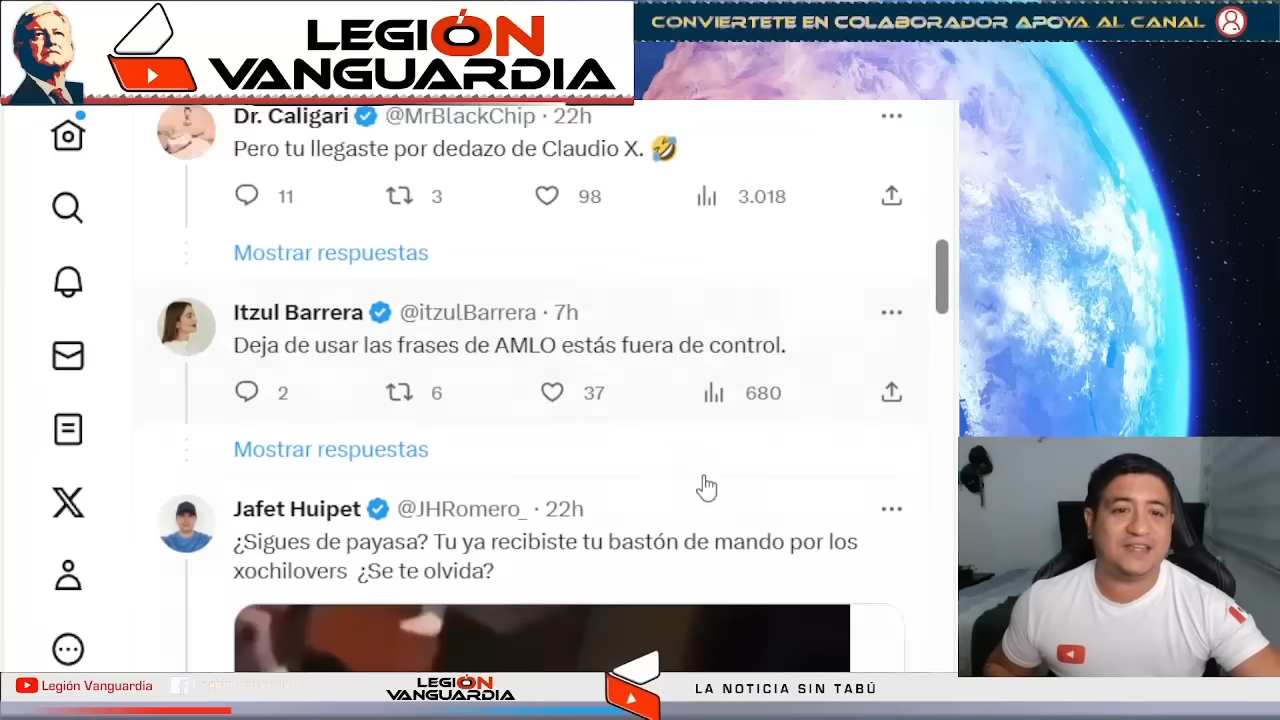 LEGIÓN
VANGUARDIA
CONVIERTETE EN COLABORADOR APOYA AL CANAL
Dr. Caligari @MrBlackChip · 22h
Pero tu llegaste por dedazo de Claudio X. 🤣
11 3 98 3.018
Mostrar respuestas
Itzul Barrera @itzulBarrera · 7h
Deja de usar las frases de AMLO estás fuera de control.
2 6 37 680
Mostrar respuestas
Jafet Huipet @JHRomero_ · 22h
¿Sigues de payasa? Tu ya recibiste tu bastón de mando por los
xochilovers ¿Se te olvida?
Legión Vanguardia
LEGIÓN
VANGUARDIA
LA NOTICIA SIN TABÚ